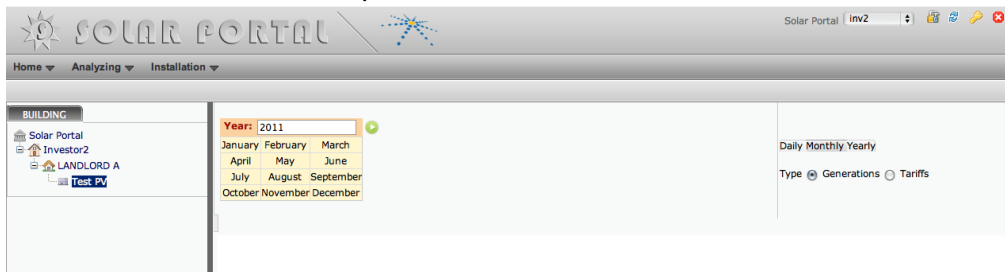 SOLAR PORTAL
Solar Portal inv2
Home Analyzing Installation
BUILDING
Solar Portal
Investor2
LANDLORD A
Test PV
Year: 2011
January February March
April May June
July August September
October November December
Daily Monthly Yearly
Type Generations Tariffs